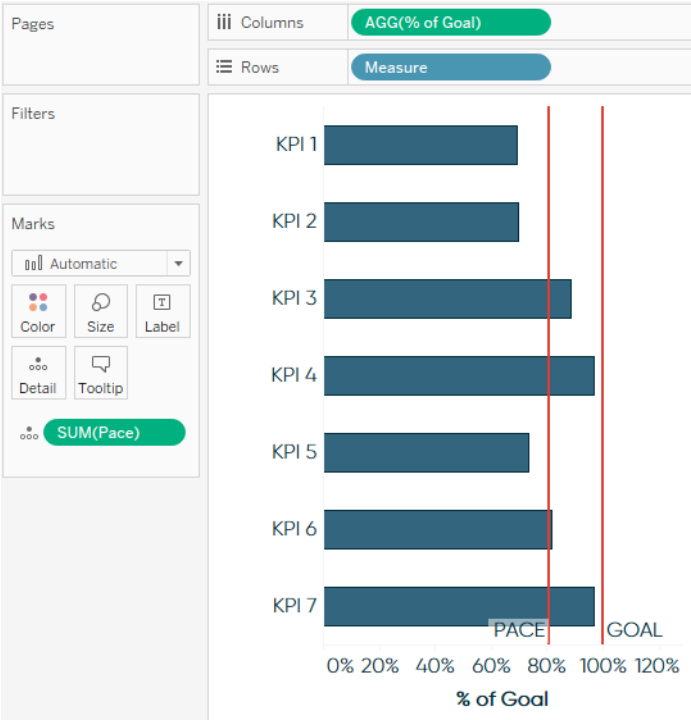 Pages
Columns AGG(% of Goal)
Rows Measure
Filters
Marks
Automatic
Color Size Label
Detail Tooltip
SUM(Pace)
KPI 1
KPI 2
KPI 3
KPI 4
KPI 5
KPI 6
KPI 7
PACE GOAL
0% 20% 40% 60% 80% 100% 120%
% of Goal